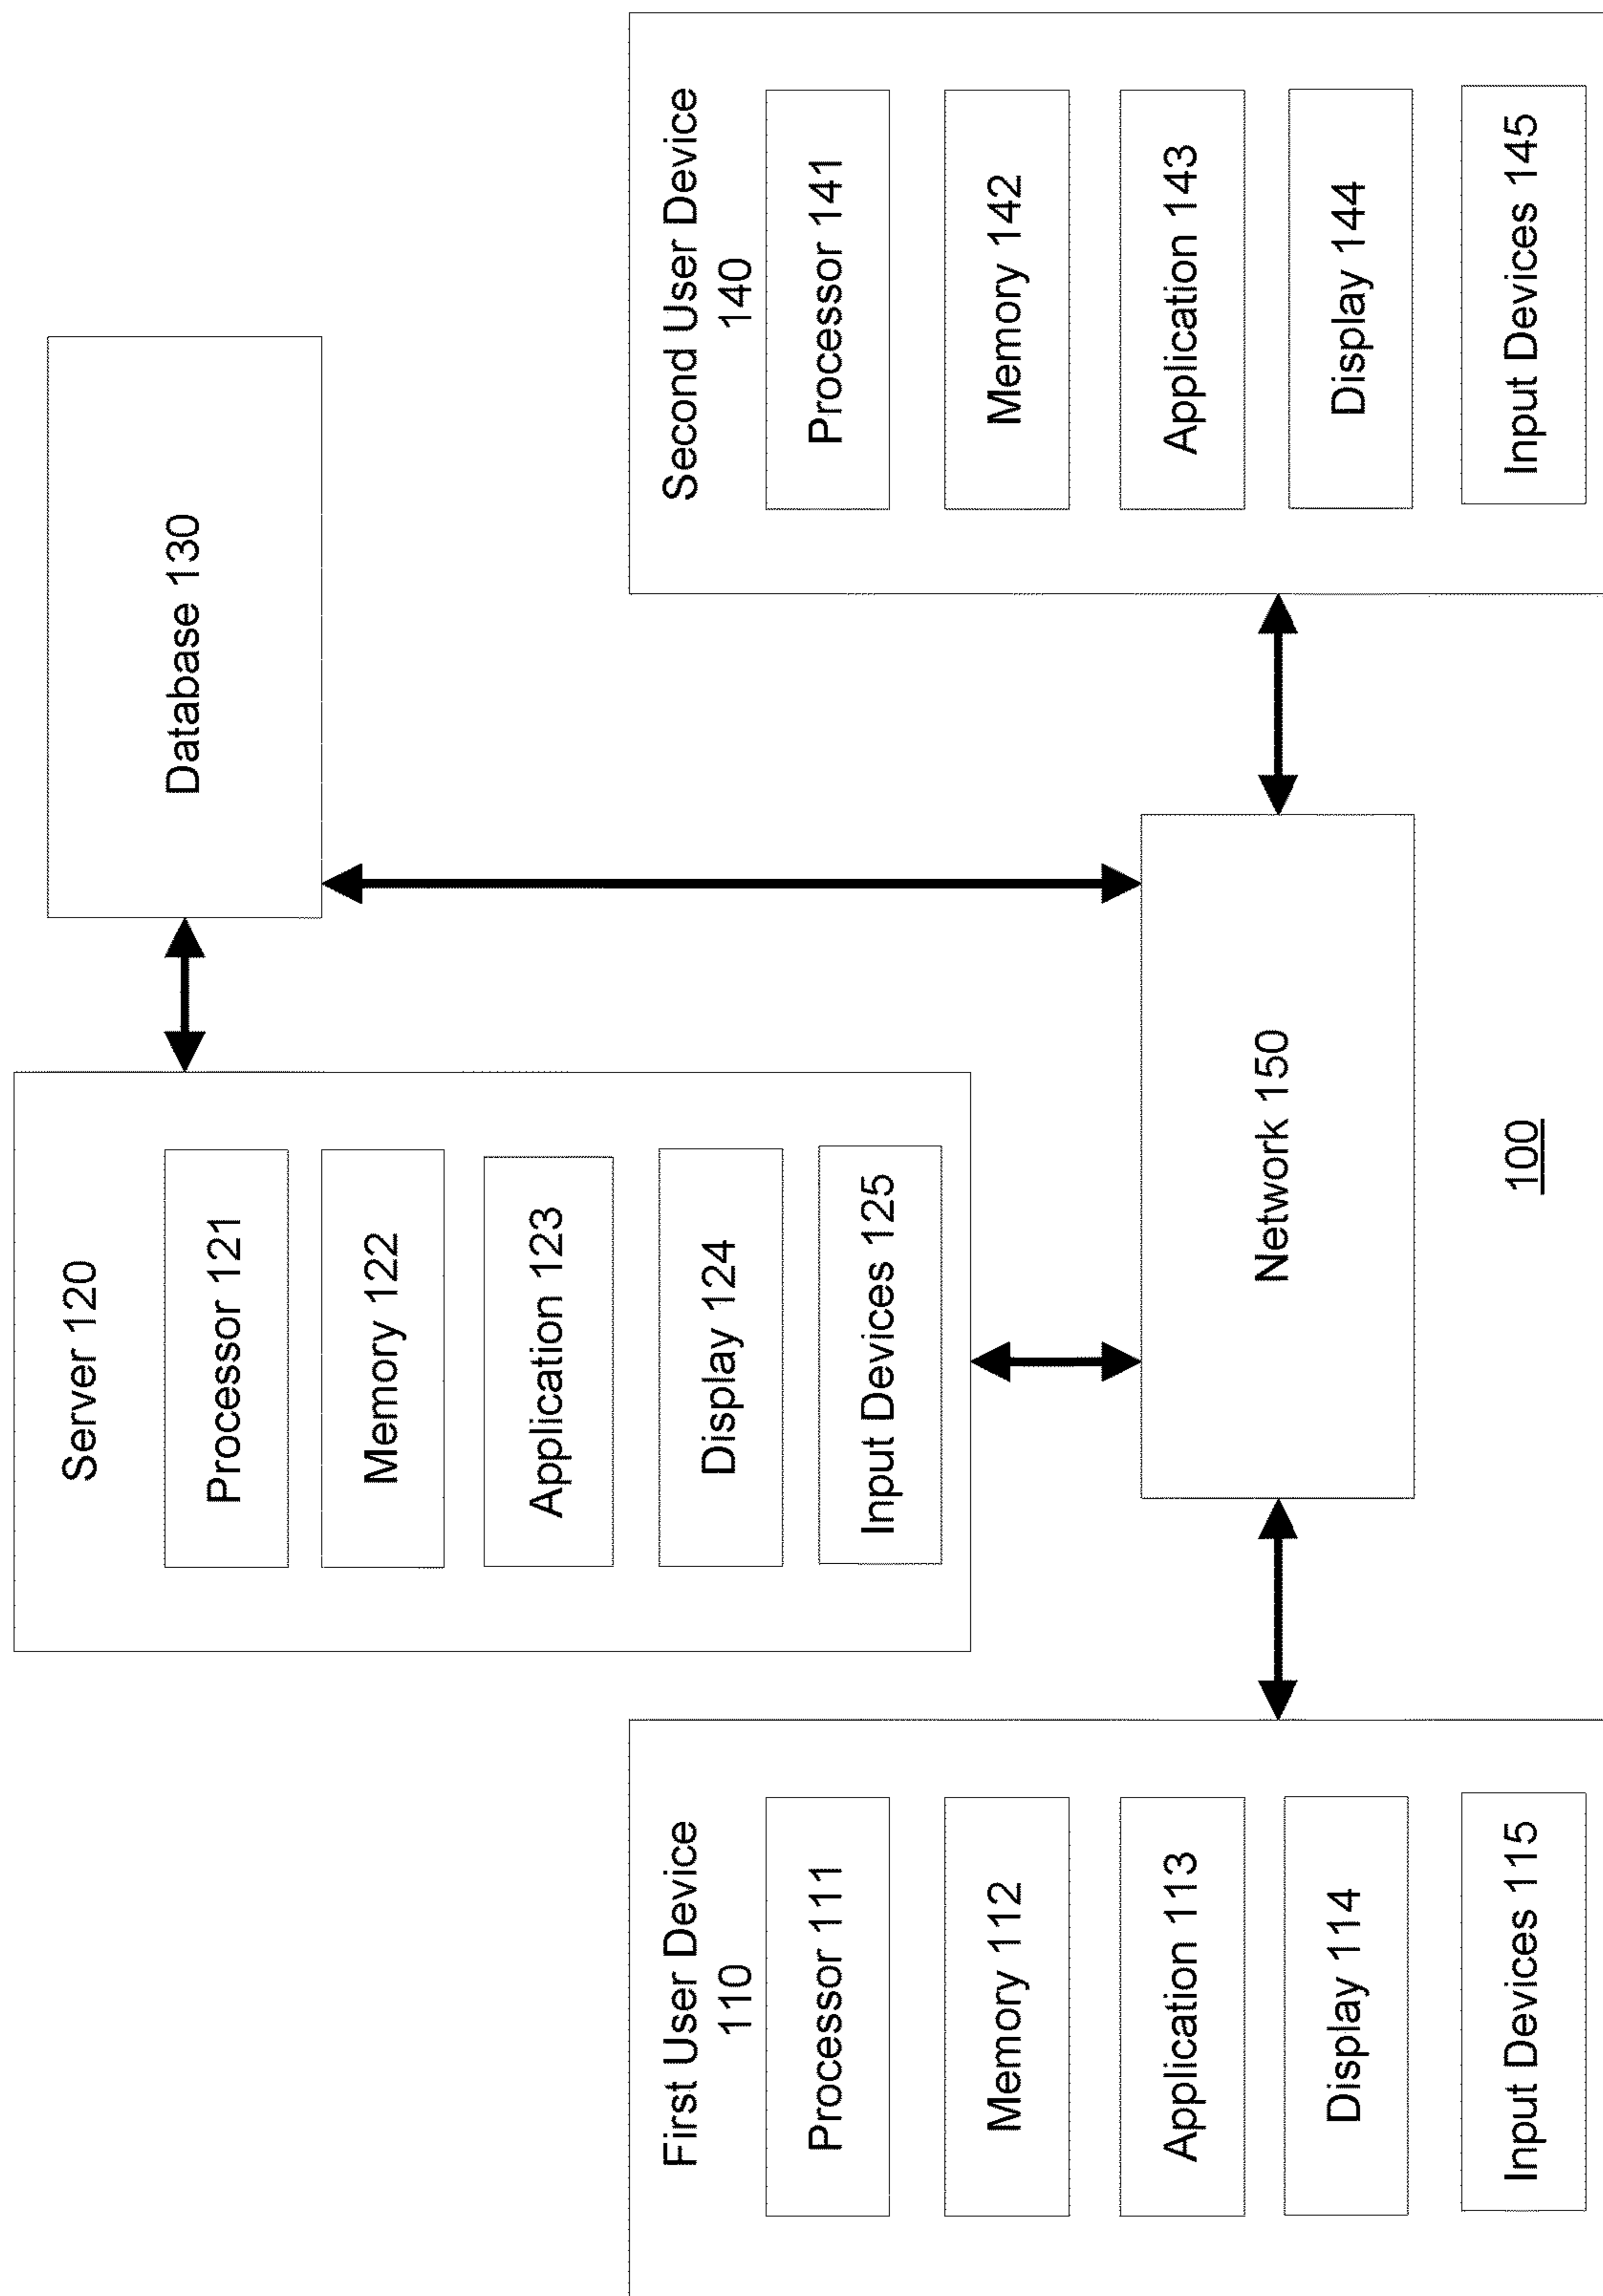 Server 120
Processor 121
Memory 122
Application 123
Display 124
Input Devices 125
Database 130
First User Device
110
Processor 111
Memory 112
Application 113
Display 114
Input Devices 115
Network 150
Second User Device
140
Processor 141
Memory 142
Application 143
Display 144
Input Devices 145
100